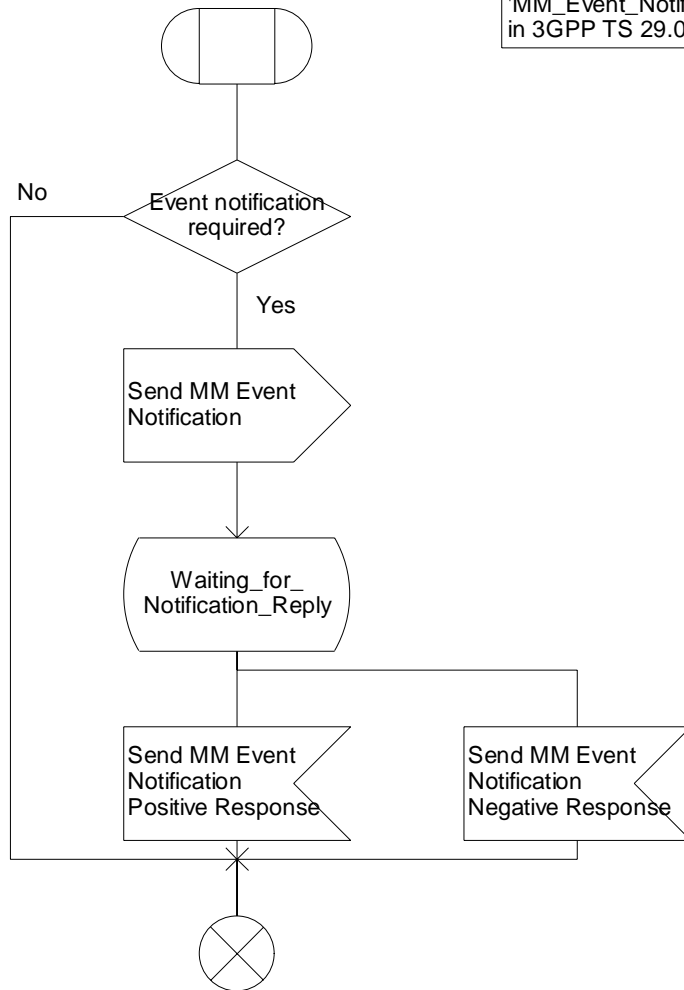 'MM_Event_Notif
in 3GPP TS 29.0
Event notification
required?
No
Yes
Send MM Event
Notification
Waiting_for_
Notification_Reply
Send MM Event
Notification
Positive Response
Send MM Event
Notification
Negative Response